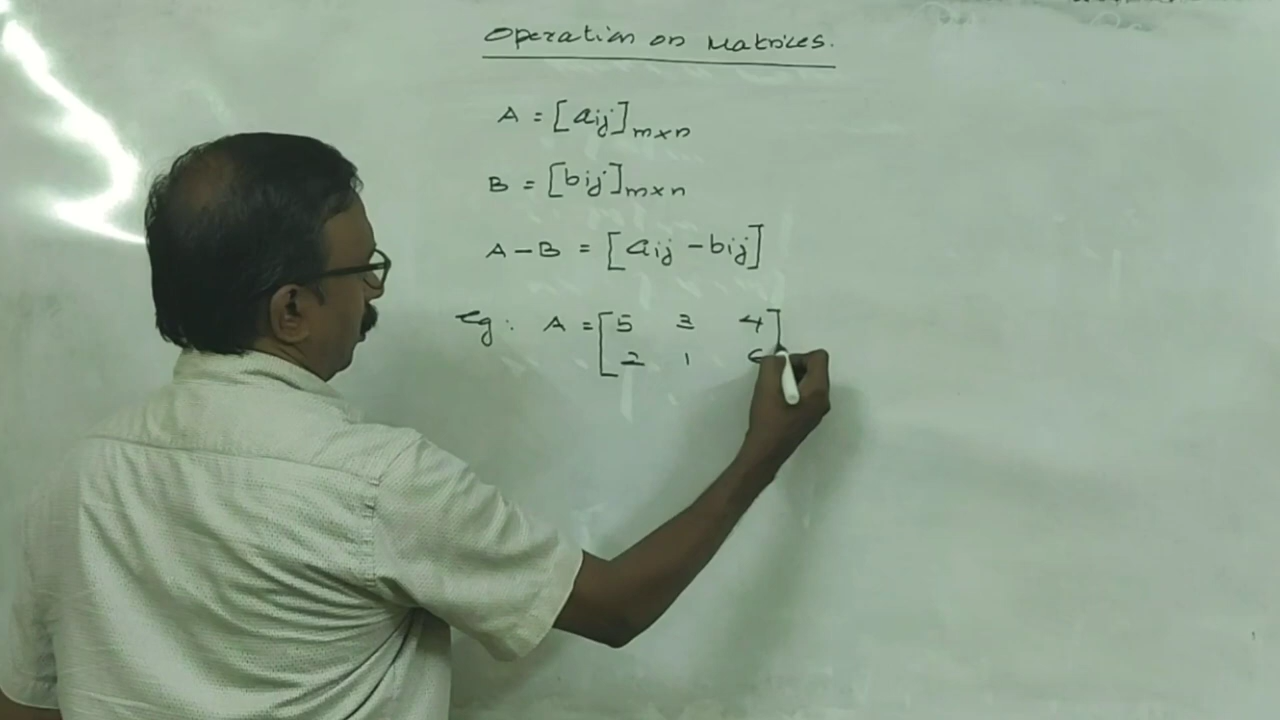 Operation on Matrices.
A = [aij]m×n
B = [bij]m×n
A − B = [aij − bij]
eg: A = [5 3 4]
2 1